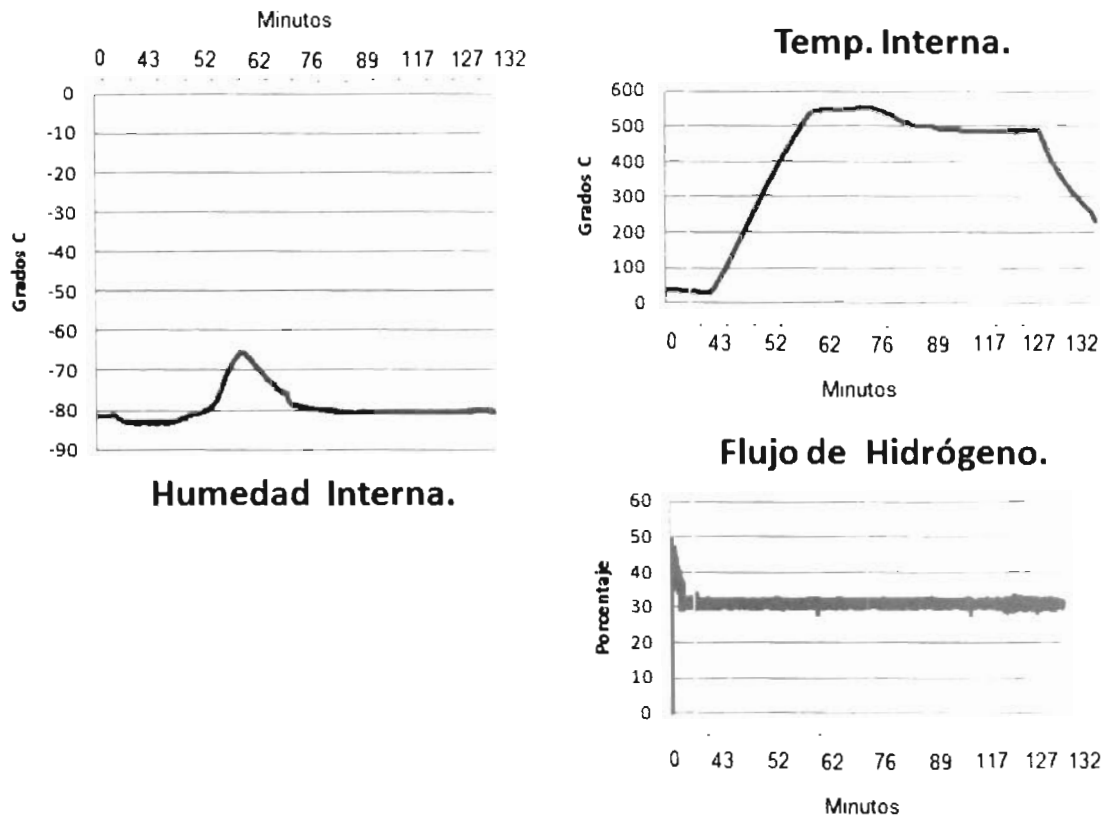 Minutos
0 43 52 62 76 89 117 127 132
0
-10
-20
-30
-40
-50
-60
-70
-80
-90
Grados C
Humedad Interna.
Temp. Interna.
600
500
400
300
200
100
0
Grados C
0 43 52 62 76 89 117 127 132
Minutos
Flujo de Hidrógeno.
60
50
40
30
20
10
0
Porcentaje
0 43 52 62 76 89 117 127 132
Minutos